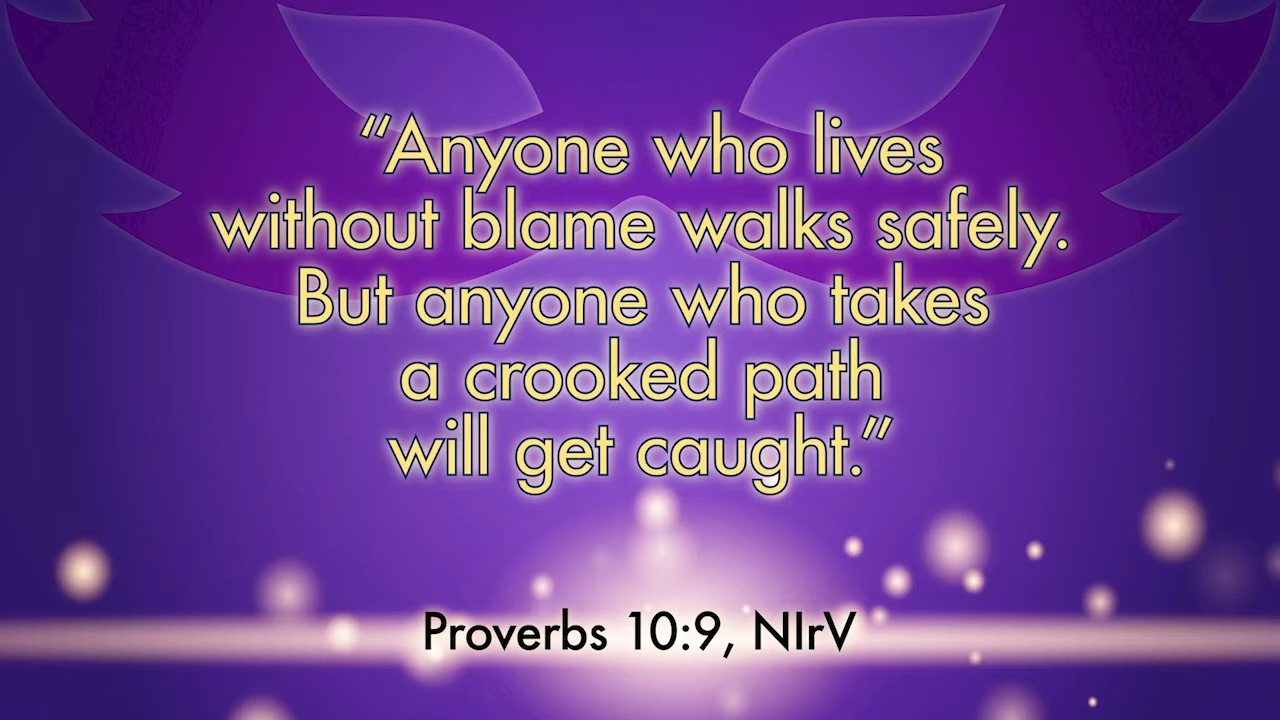 “Anyone who lives
without blame walks safely.
But anyone who takes
a crooked path
will get caught.”
Proverbs 10:9, NIrV